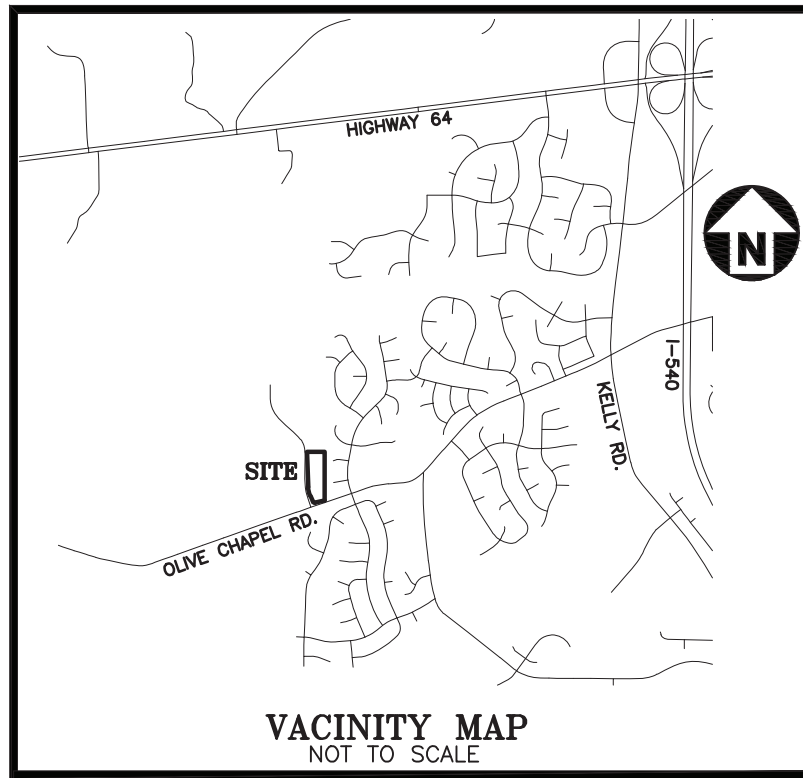 HIGHWAY 64
N
I-540
KELLY RD.
SITE
OLIVE CHAPEL RD.
VACINITY MAP
NOT TO SCALE